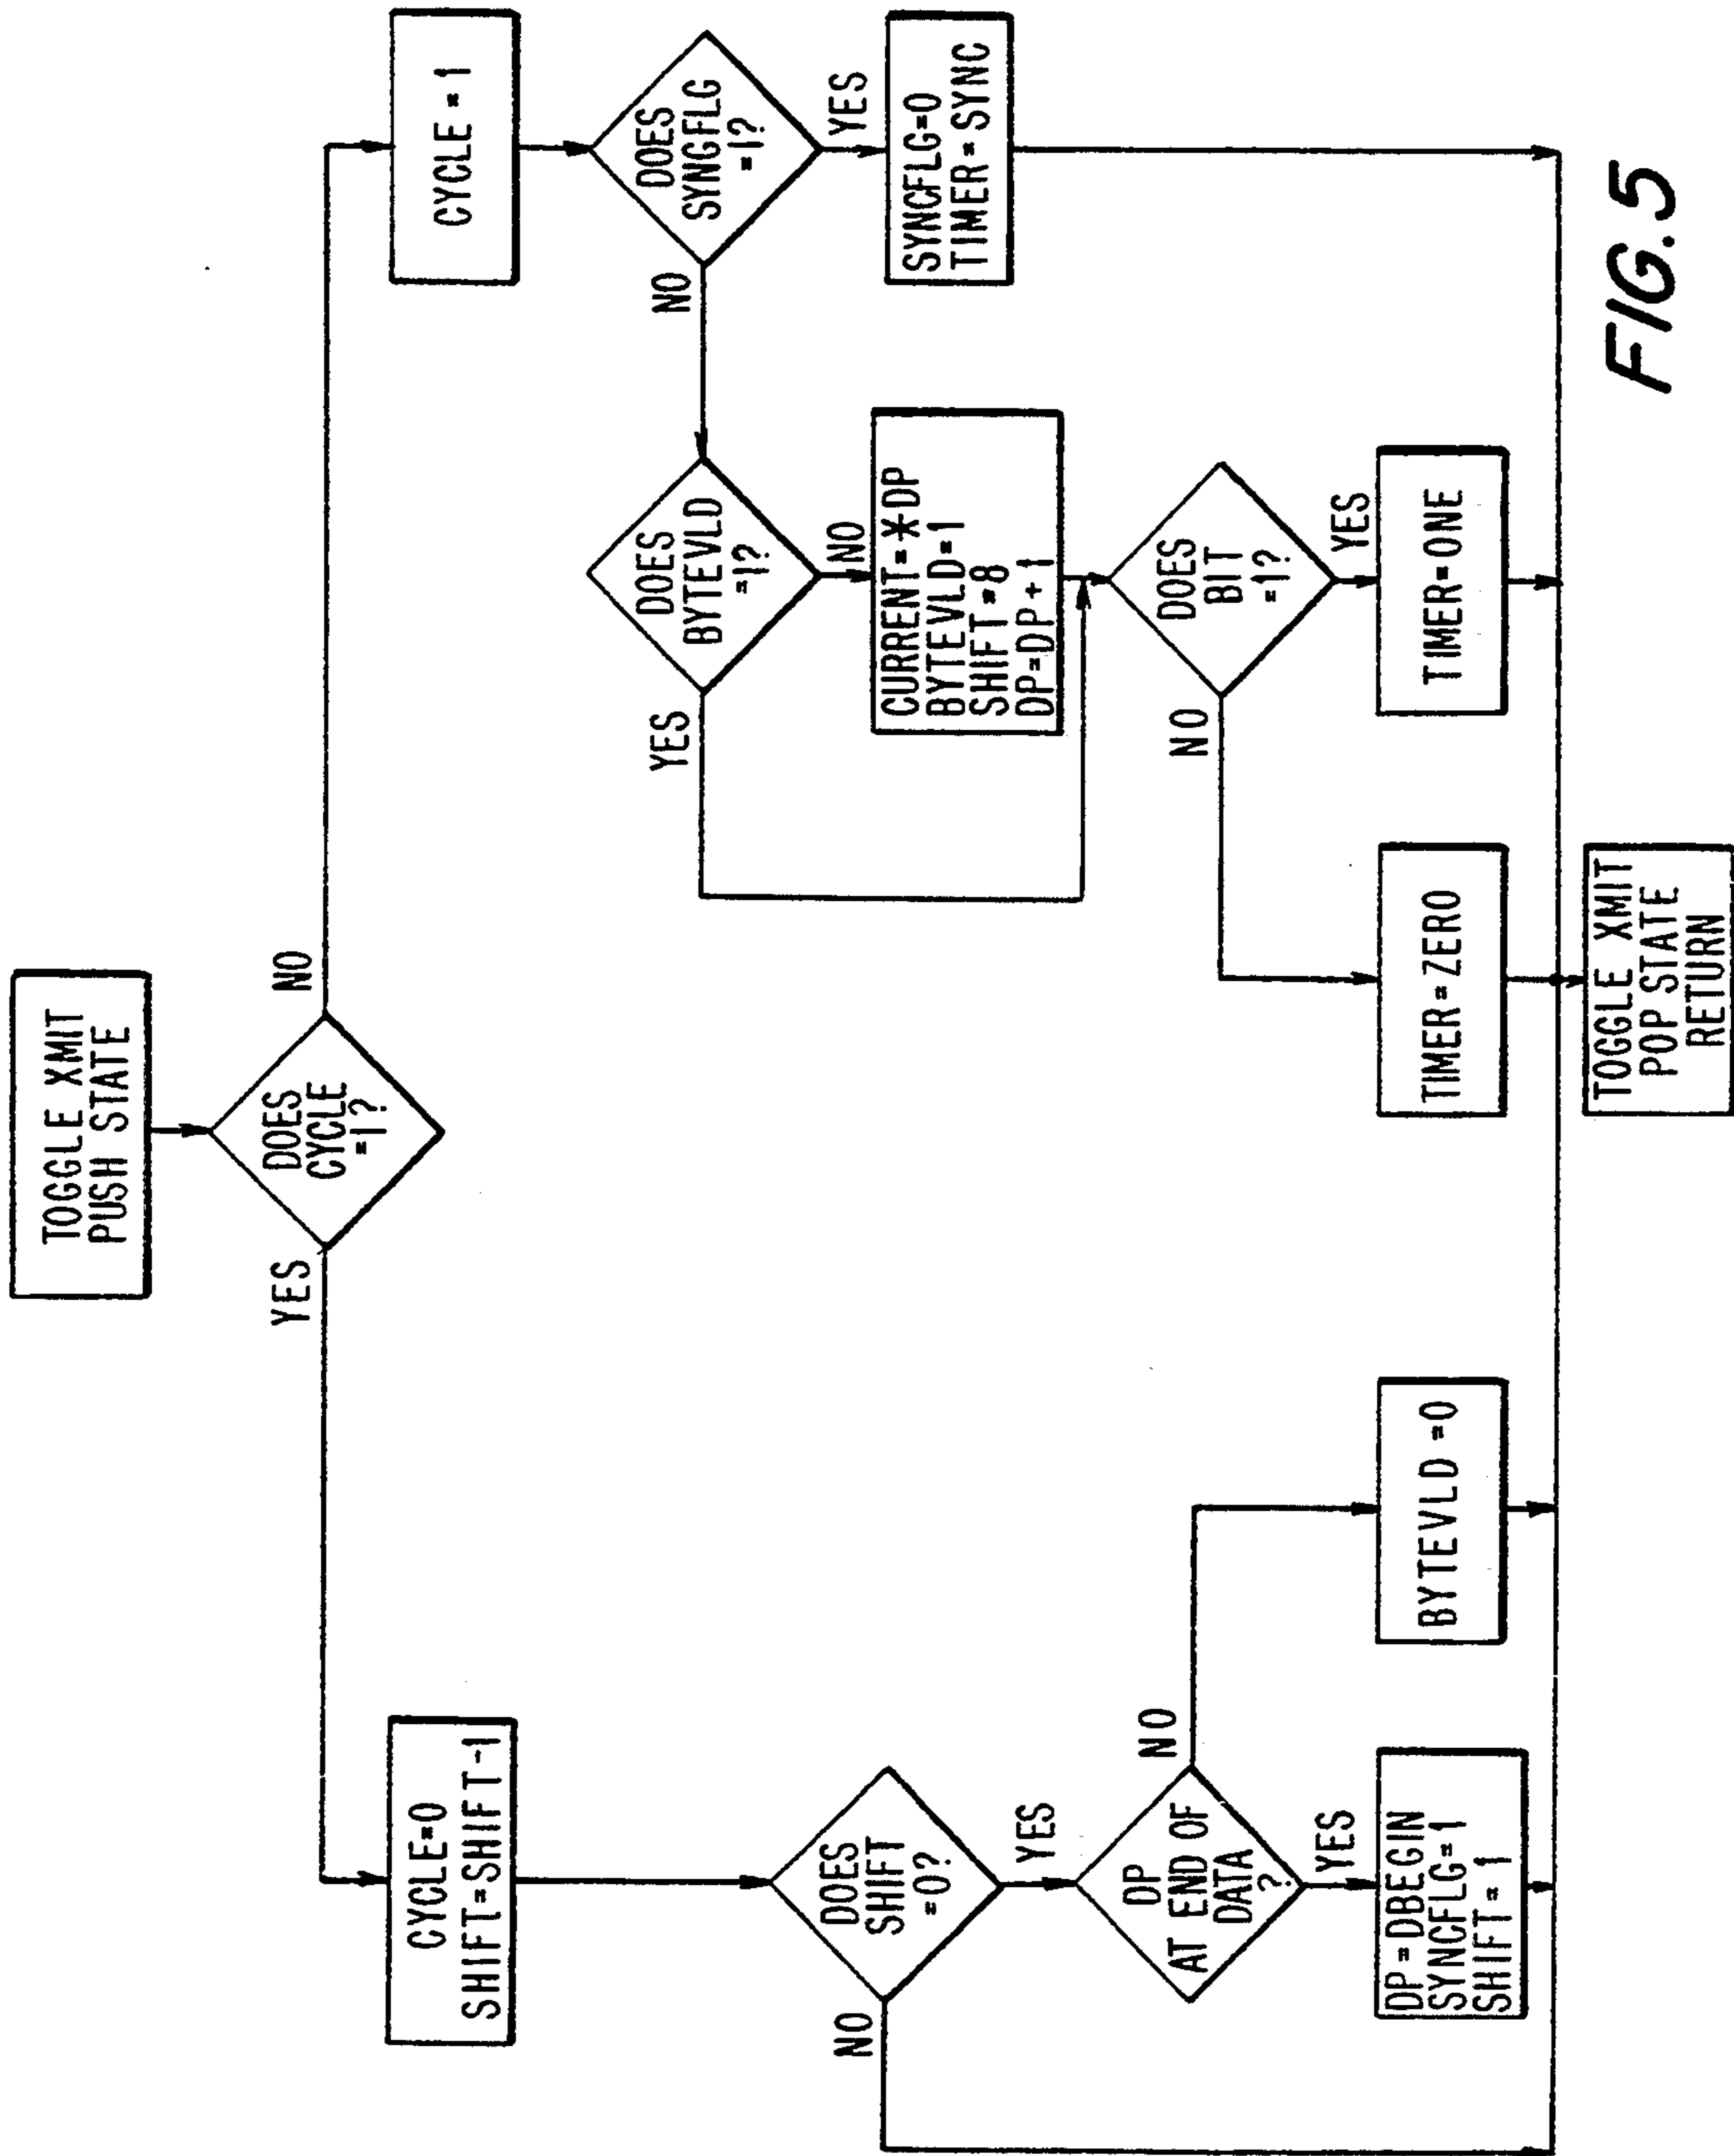 TOGGLE XMIT
PUSH STATE
DOES
CYCLE
=1?
YES
NO
CYCLE=0
SHIFT=SHIFT-1
CYCLE=1
DOES
SHIFT
=0?
NO
YES
DOES
SYNGFLG
=1?
NO
YES
DP
AT END OF
DATA
?
NO
YES
DOES
BYTEVLD
=1?
YES
NO
SYNCFLG=0
TIMER=SYNC
CURRENT=*DP
BYTEVLD=1
SHIFT=8
DP=DP+1
DOES
BIT
=1?
NO
YES
DP=DBEGIN
SYNCFLG=1
SHIFT=1
BYTEVLD=0
TIMER=ZERO
TIMER=ONE
TOGGLE XMIT
POP STATE
RETURN
FIG.5